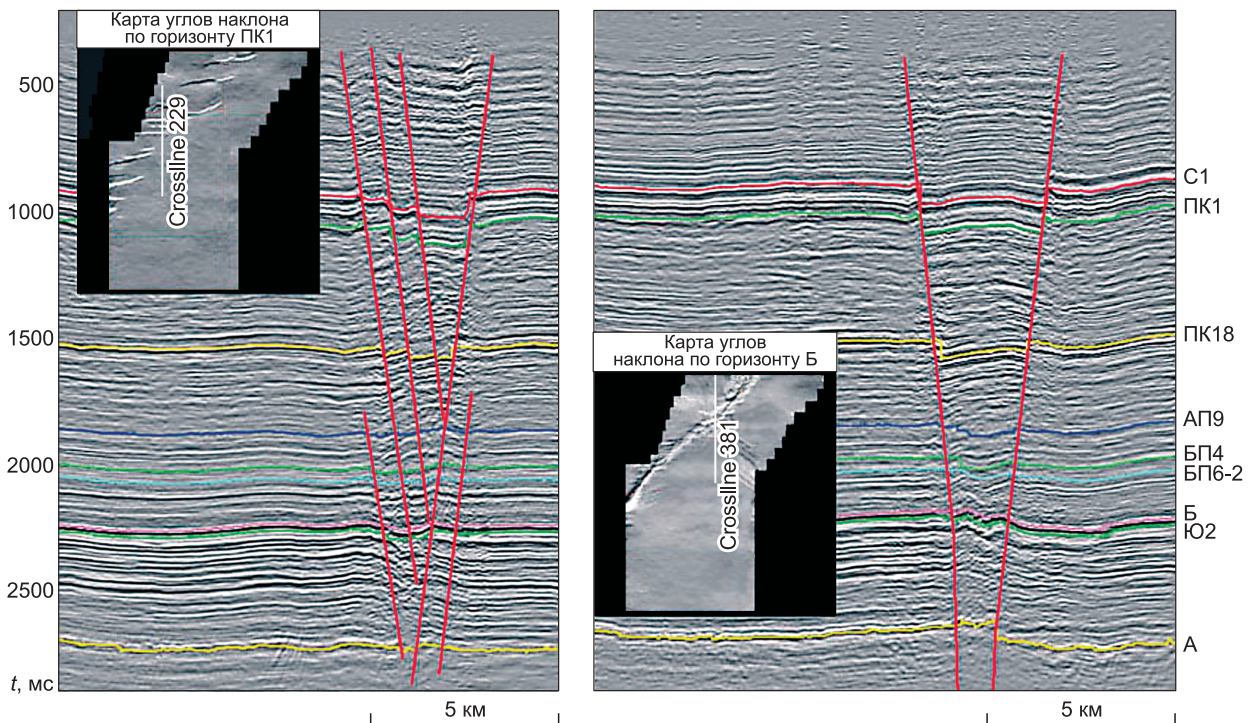 Карта углов наклона
по горизонту ПК1
Crossline 229
500
1000
1500
2000
2500
t, мс
5 км
Карта углов
наклона по горизонту Б
Crossline 381
С1
ПК1
ПК18
АП9
БП4
БП6-2
Б
Ю2
А
5 км